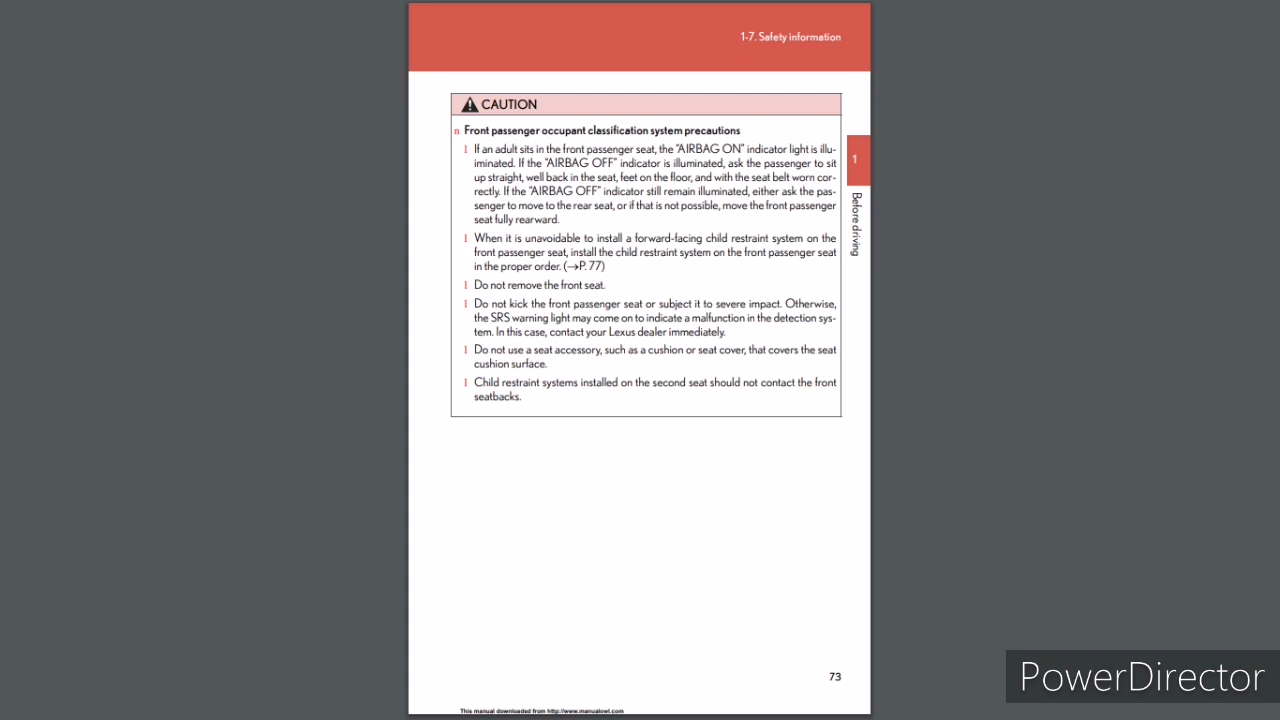 1-7. Safety information
CAUTION
n Front passenger occupant classification system precautions
l If an adult sits in the front passenger seat, the "AIRBAG ON" indicator light is illu-
iminated. If the "AIRBAG OFF" indicator is illuminated, ask the passenger to sit
up straight, well back in the seat, feet on the floor, and with the seat belt worn cor-
rectly. If the "AIRBAG OFF" indicator still remain illuminated, either ask the pas-
senger to move to the rear seat, or if that is not possible, move the front passenger
seat fully rearward.
l When it is unavoidable to install a forward-facing child restraint system on the
front passenger seat, install the child restraint system on the front passenger seat
in the proper order. (→P. 77)
l Do not remove the front seat.
l Do not kick the front passenger seat or subject it to severe impact. Otherwise,
the SRS warning light may come on to indicate a malfunction in the detection sys-
tem. In this case, contact your Lexus dealer immediately.
l Do not use a seat accessory, such as a cushion or seat cover, that covers the seat
cushion surface.
l Child restraint systems installed on the second seat should not contact the front
seatbacks.
1
Before driving
73
This manual downloaded from http://www.manualowl.com
PowerDirector